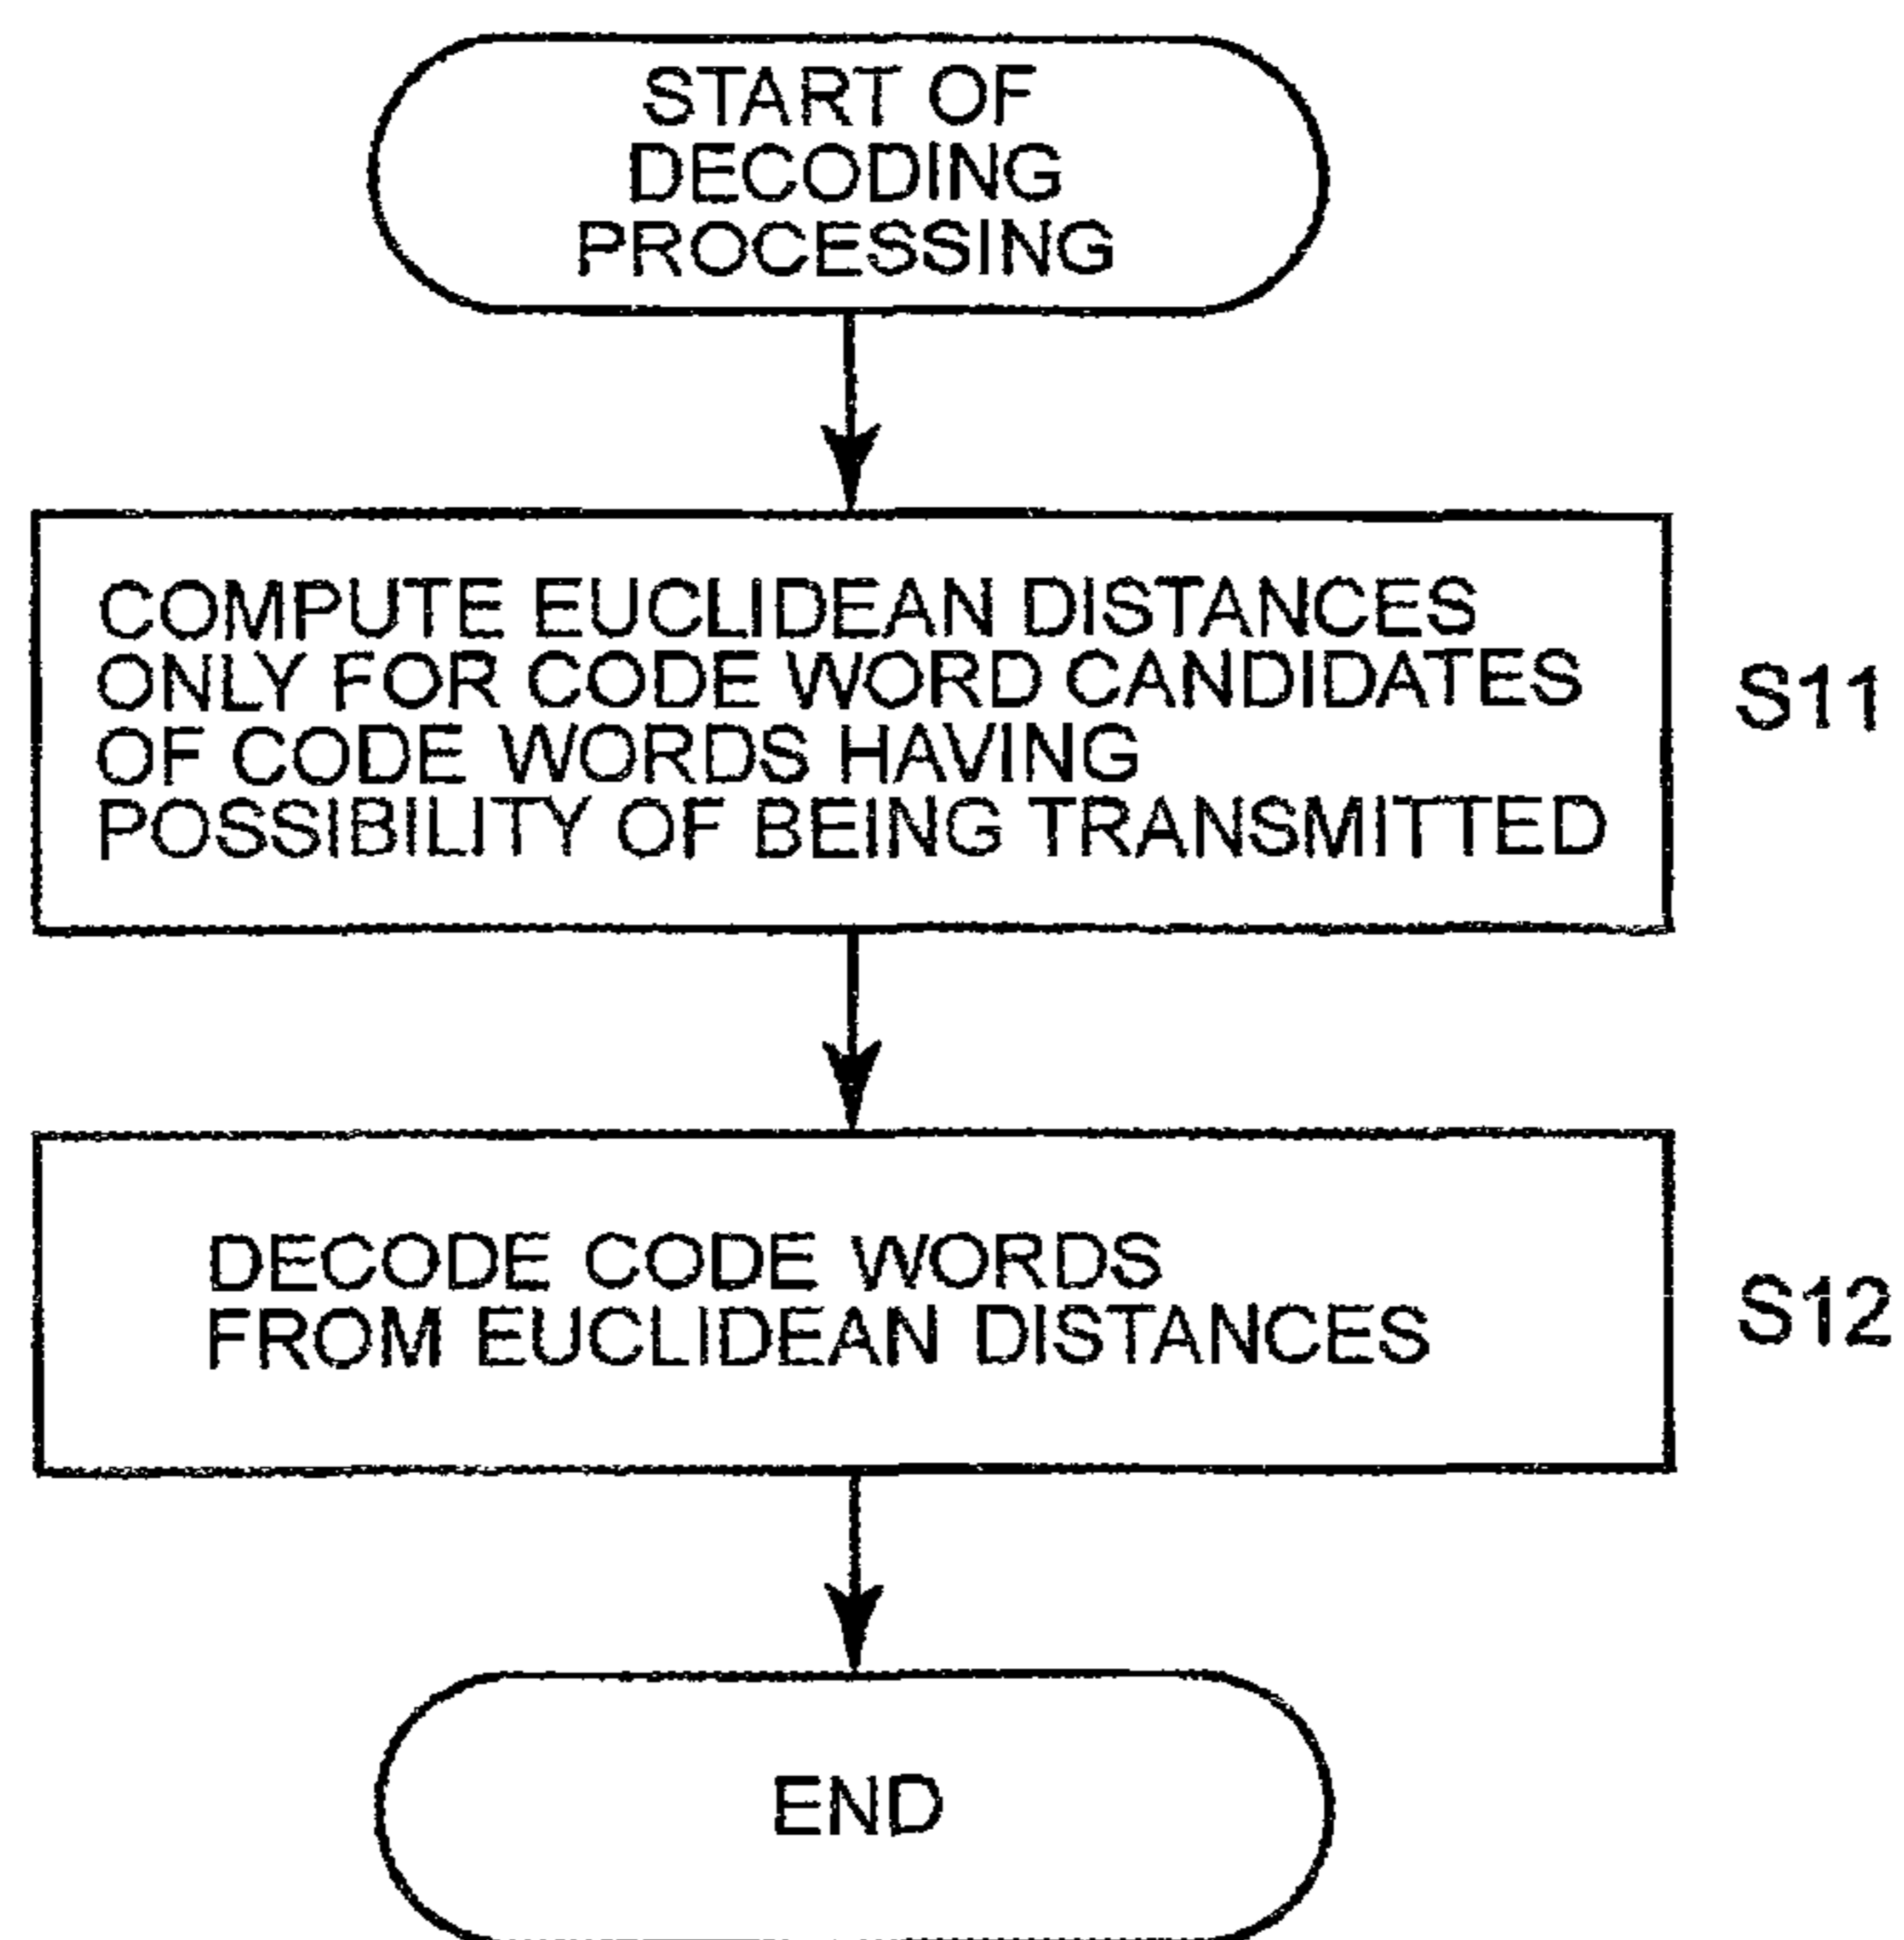 START OF
DECODING
PROCESSING
COMPUTE EUCLIDEAN DISTANCES
ONLY FOR CODE WORD CANDIDATES
OF CODE WORDS HAVING
POSSIBILITY OF BEING TRANSMITTED
S11
DECODE CODE WORDS
FROM EUCLIDEAN DISTANCES
S12
END